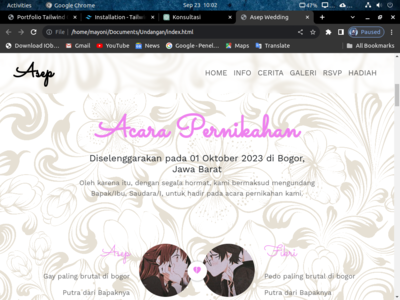 Activities Google Chrome Sep 23 10:02 47%
Portfolio Tailwind Installation - Tailw Konsultasi Asep Wedding
/home/mayoni/Documents/Undangan/index.html Paused
Download IOb... Gmail YouTube Maps News Translate Google - Penel... Chrome All Bookmarks
Asep HOME INFO CERITA GALERI RSVP HADIAH
Acara Pernikahan
Diselenggarakan pada 01 Oktober 2023 di Bogor,
Jawa Barat
Oleh karena itu, dengan segala hormat, kami bermaksud mengundang
Bapak/Ibu, Saudara/i, untuk hadir pada acara pernikahan kami.
Asep Fikri
Gay paling brutal di bogor Pedo paling brutal di bogor
Putra dari Bapaknya Putra dari Bapaknya